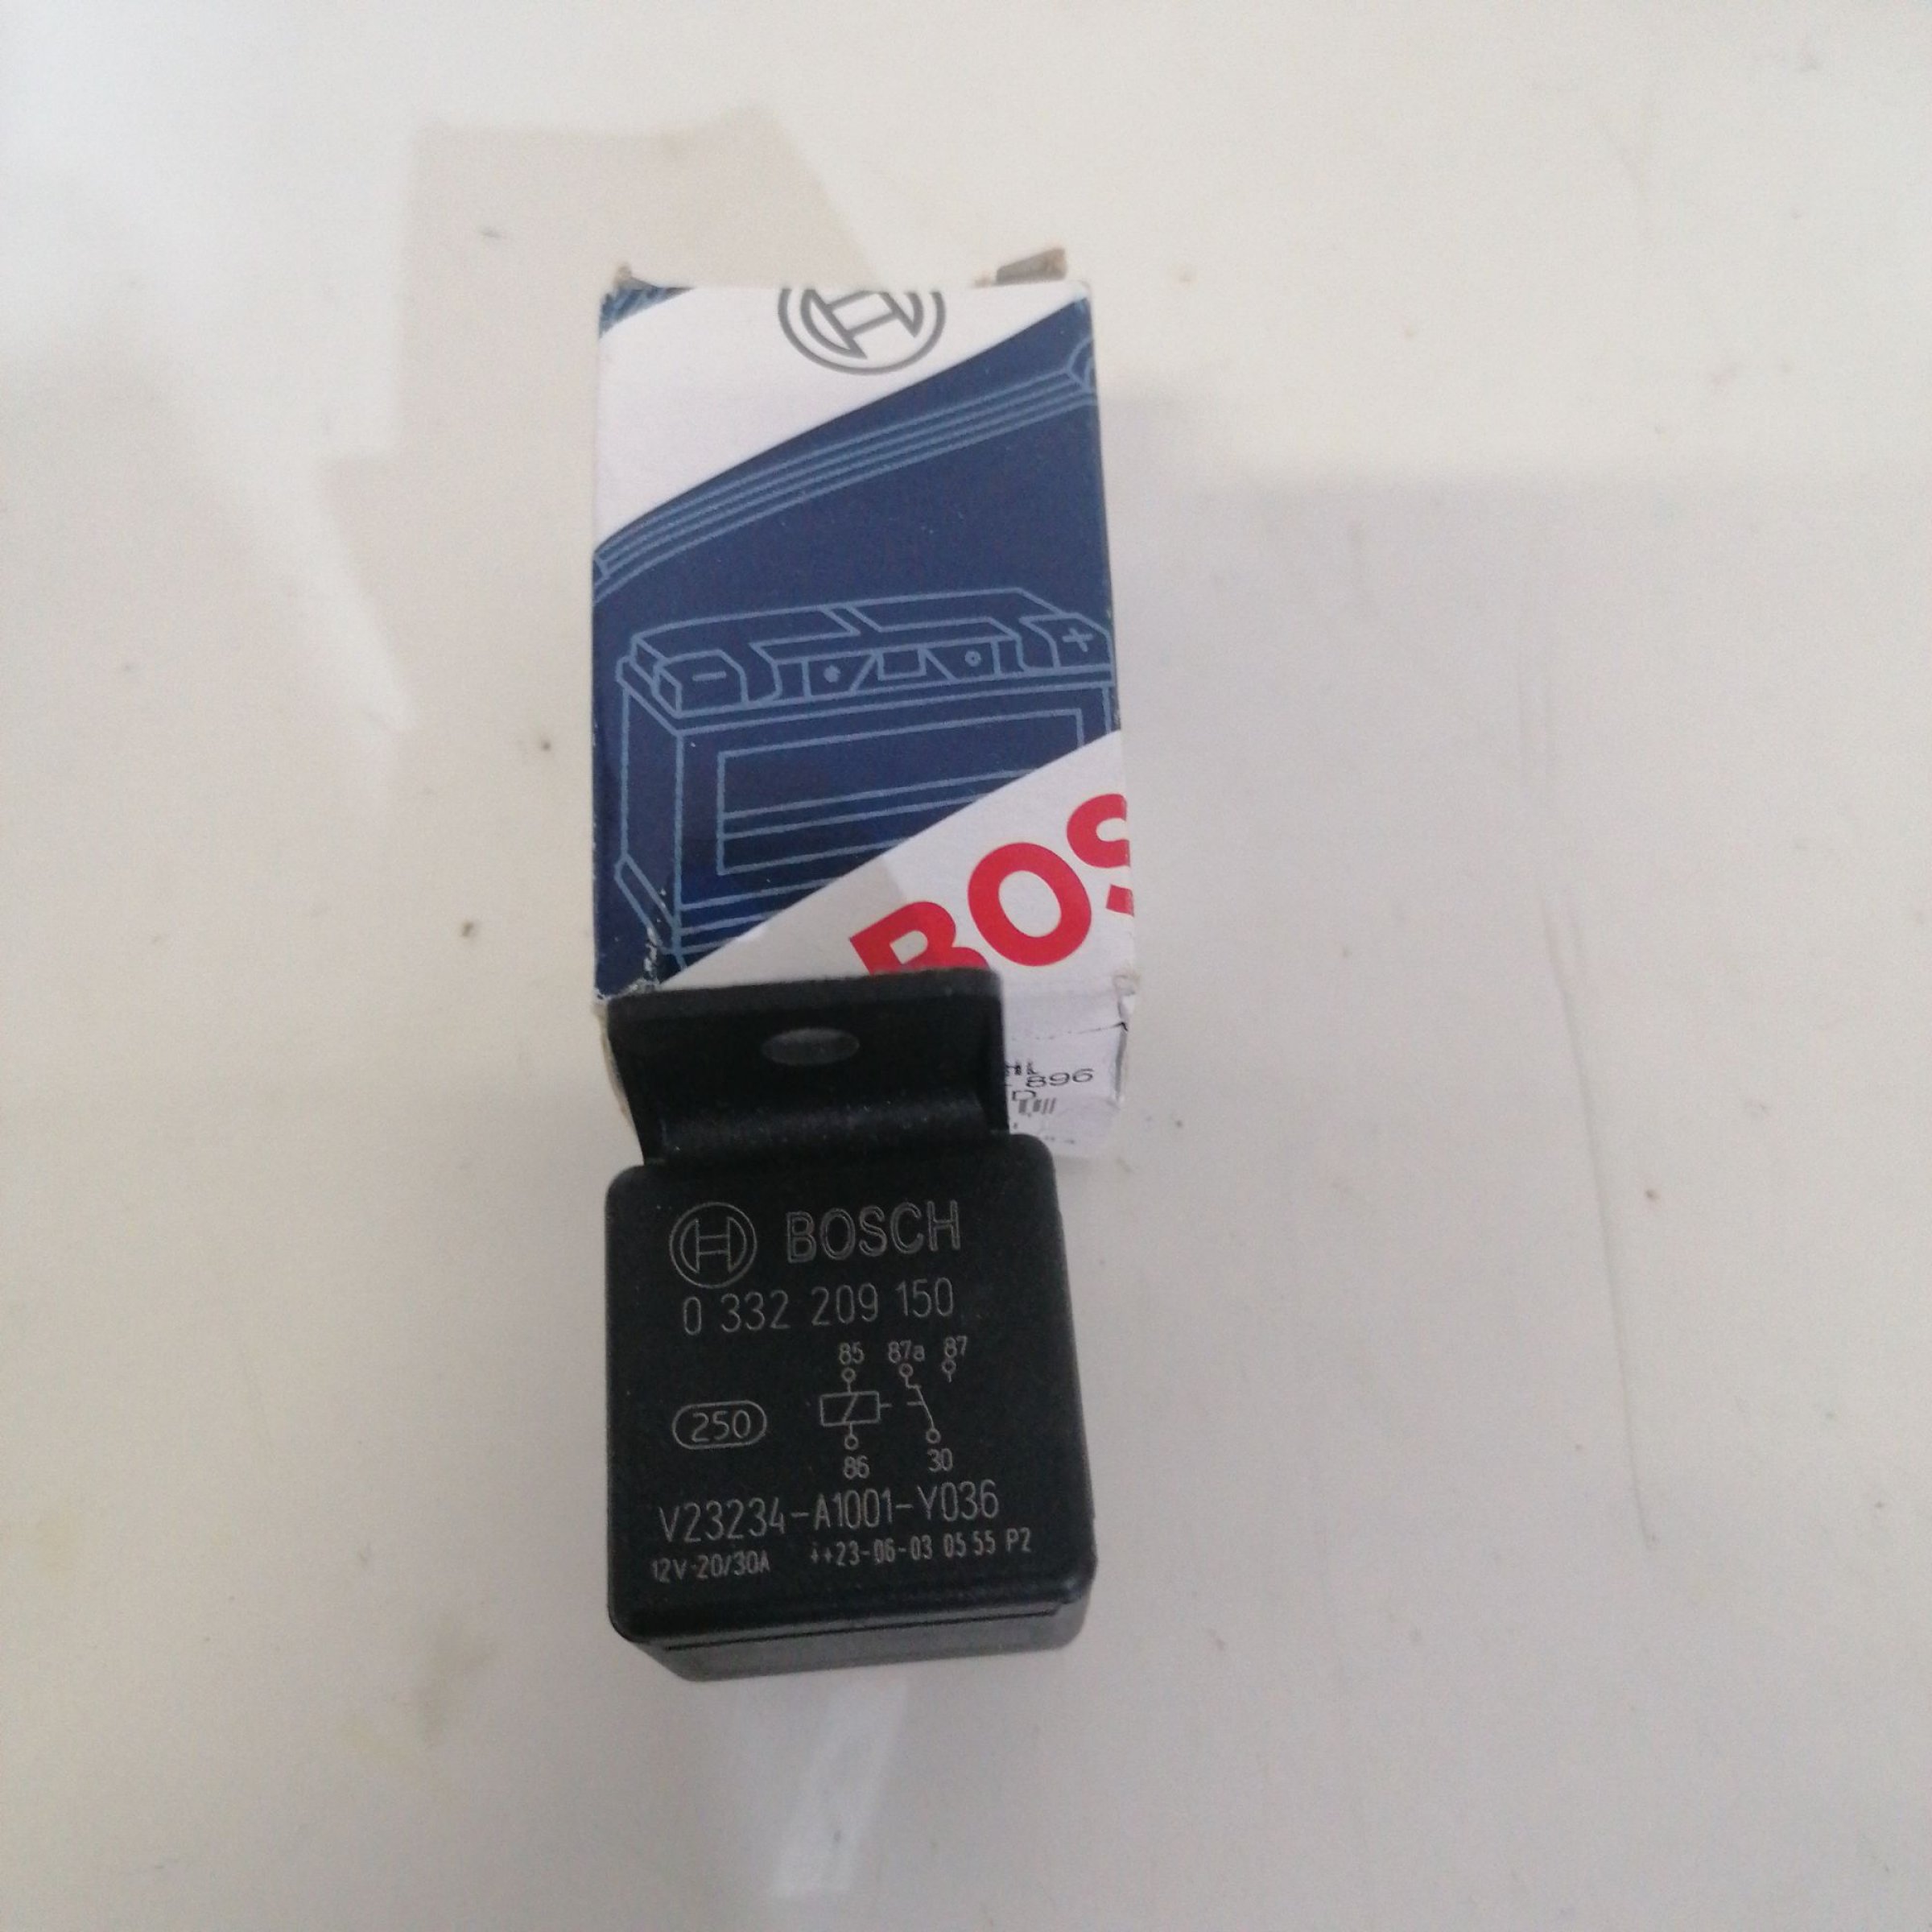 BOS
896
D
BOSCH
0 332 209 150
85 87a 87
250
86 30
V23234-A1001-Y036
12V-20/30A ++23-06-03 05 55 P2